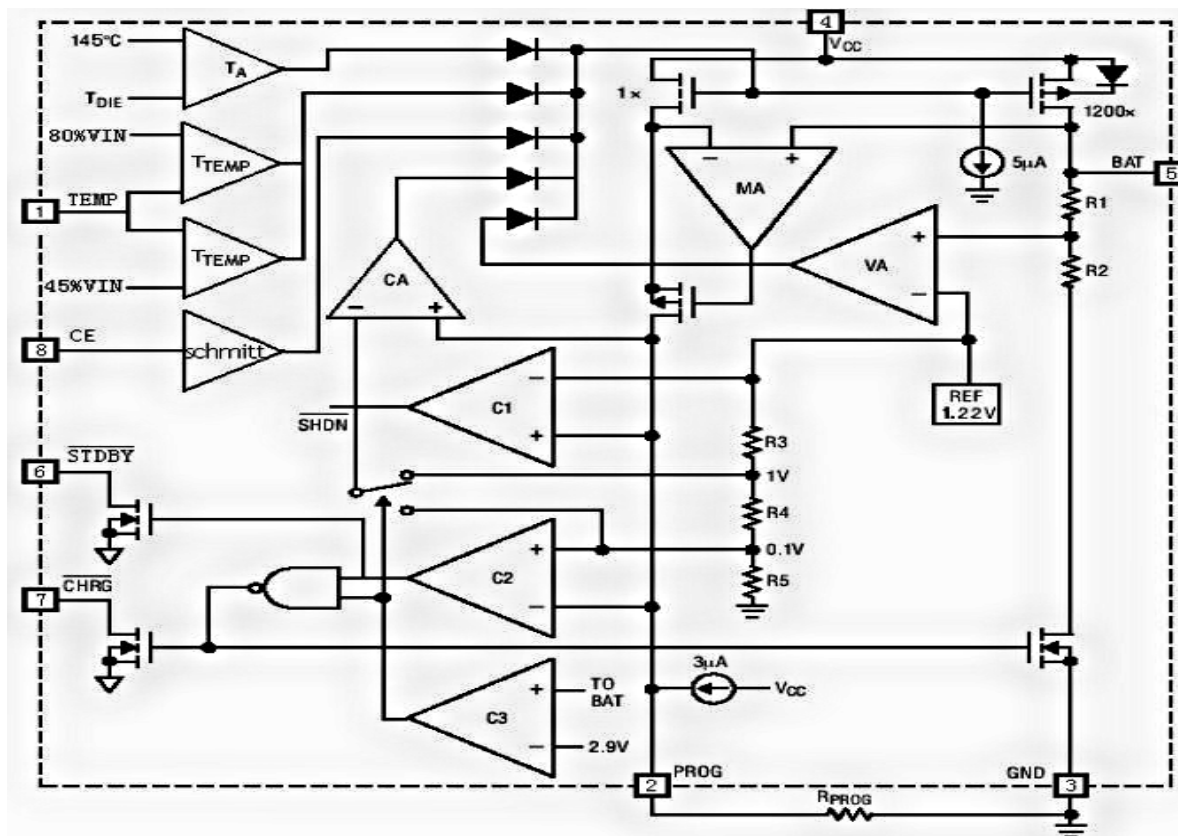 4
145°C
VCC
TA
TDIE
1×
1200×
80%VIN
TTEMP
− +
5μA
BAT
5
MA
1
TEMP
R1
+
TTEMP
VA
R2
CA
−
45%VIN
− +
CE
8
schmitt
−
REF
1.22V
C1
SHDN
+
R3
STDBY
6
1V
R4
+
0.1V
C2
CHRG
R5
7
−
3μA
+
TO
BAT
VCC
C3
−
2.9V
2
PROG
GND
3
RPROG